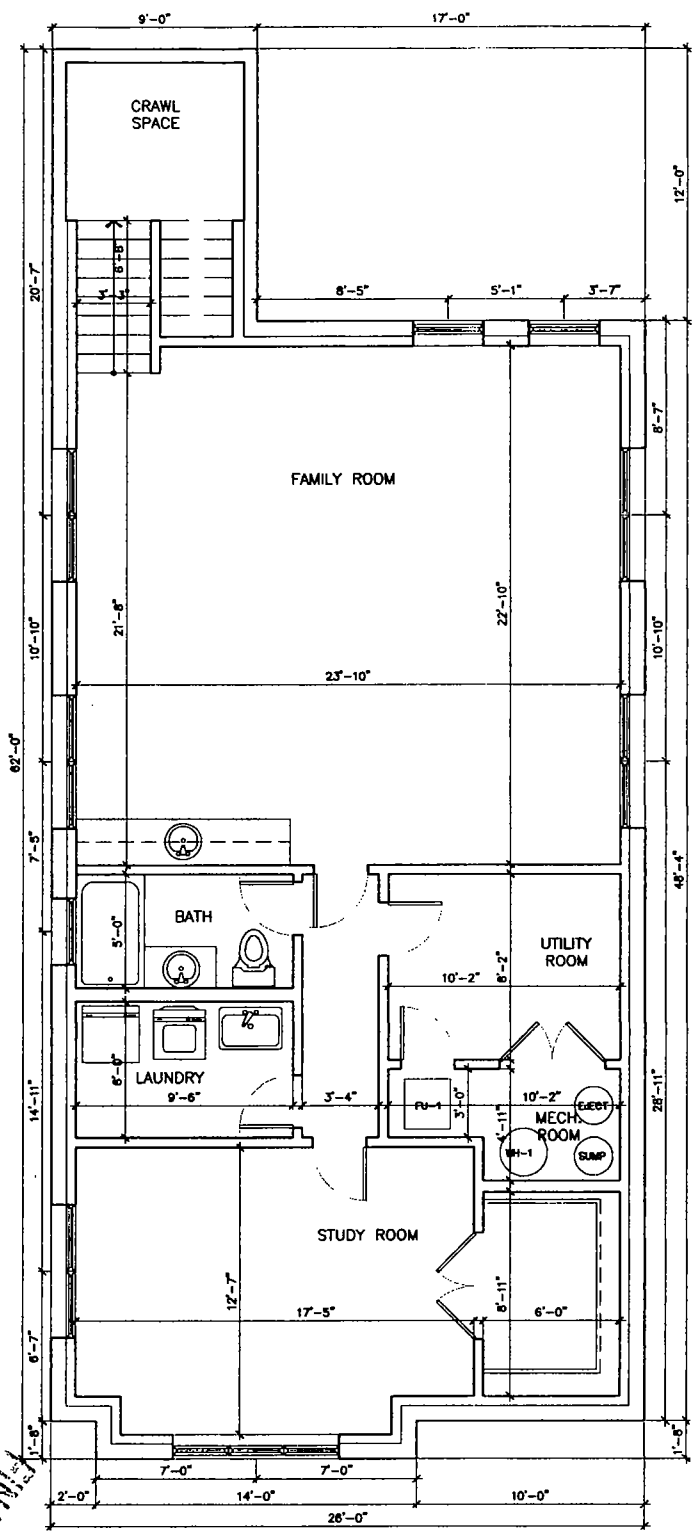 9'-0"
17'-0"
CRAWL
SPACE
12'-0"
20'-7"
3'-3"
8'-5"
5'-1"
3'-7"
8'-7"
FAMILY ROOM
21'-8"
22'-10"
10'-10"
10'-10"
23'-10"
62'-0"
7'-5"
48'-4"
BATH
5'-0"
UTILITY
ROOM
8'-2"
10'-2"
6'-0"
LAUNDRY
14'-11"
9'-6"
3'-4"
FU-1
3'-0"
10'-2"
EJECT
28'-11"
4'-11"
MECH.
ROOM
WH-1
SUMP
STUDY ROOM
12'-7"
17'-5"
8'-11"
6'-0"
6'-7"
1'-8"
1'-8"
7'-0"
7'-0"
2'-0"
14'-0"
10'-0"
26'-0"